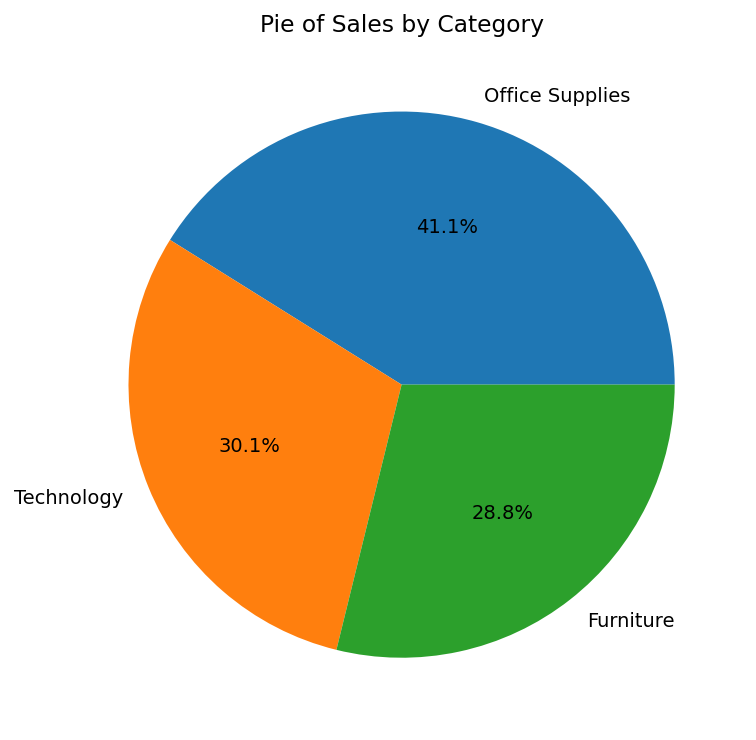 Pie of Sales by Category
Office Supplies
41.1%
30.1%
Technology
28.8%
Furniture